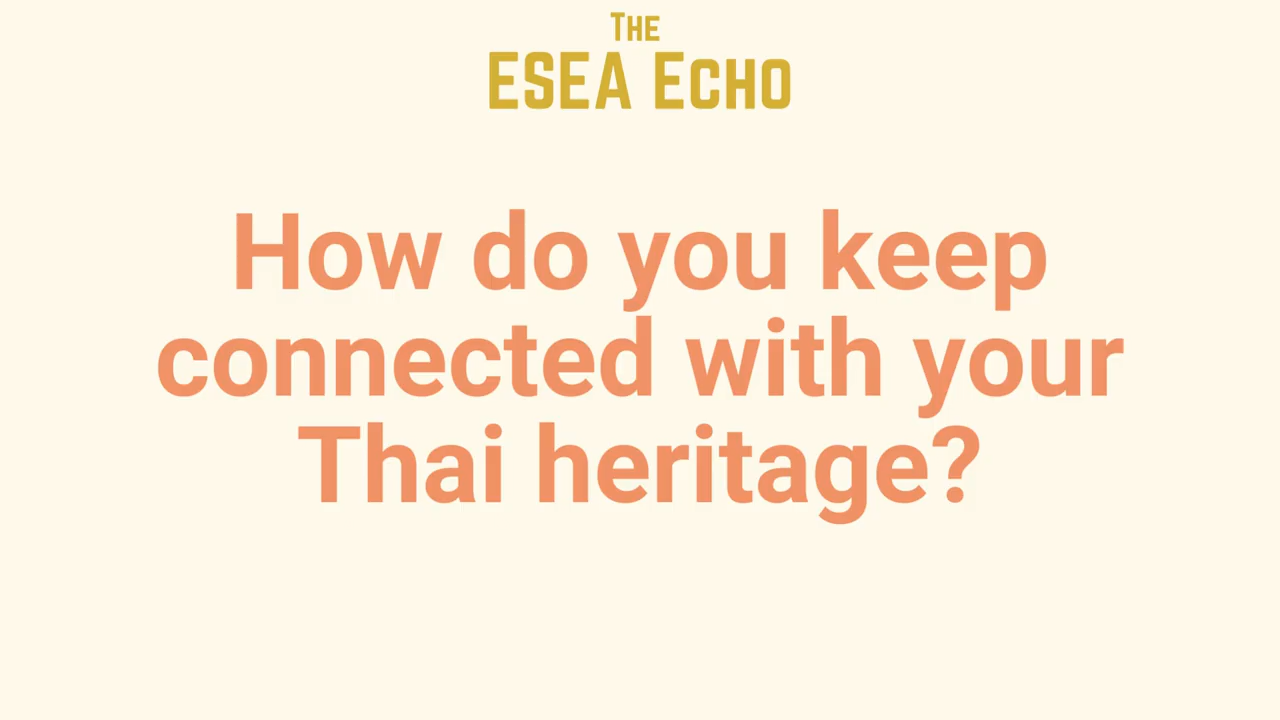 The
ESEA Echo
How do you keep
connected with your
Thai heritage?